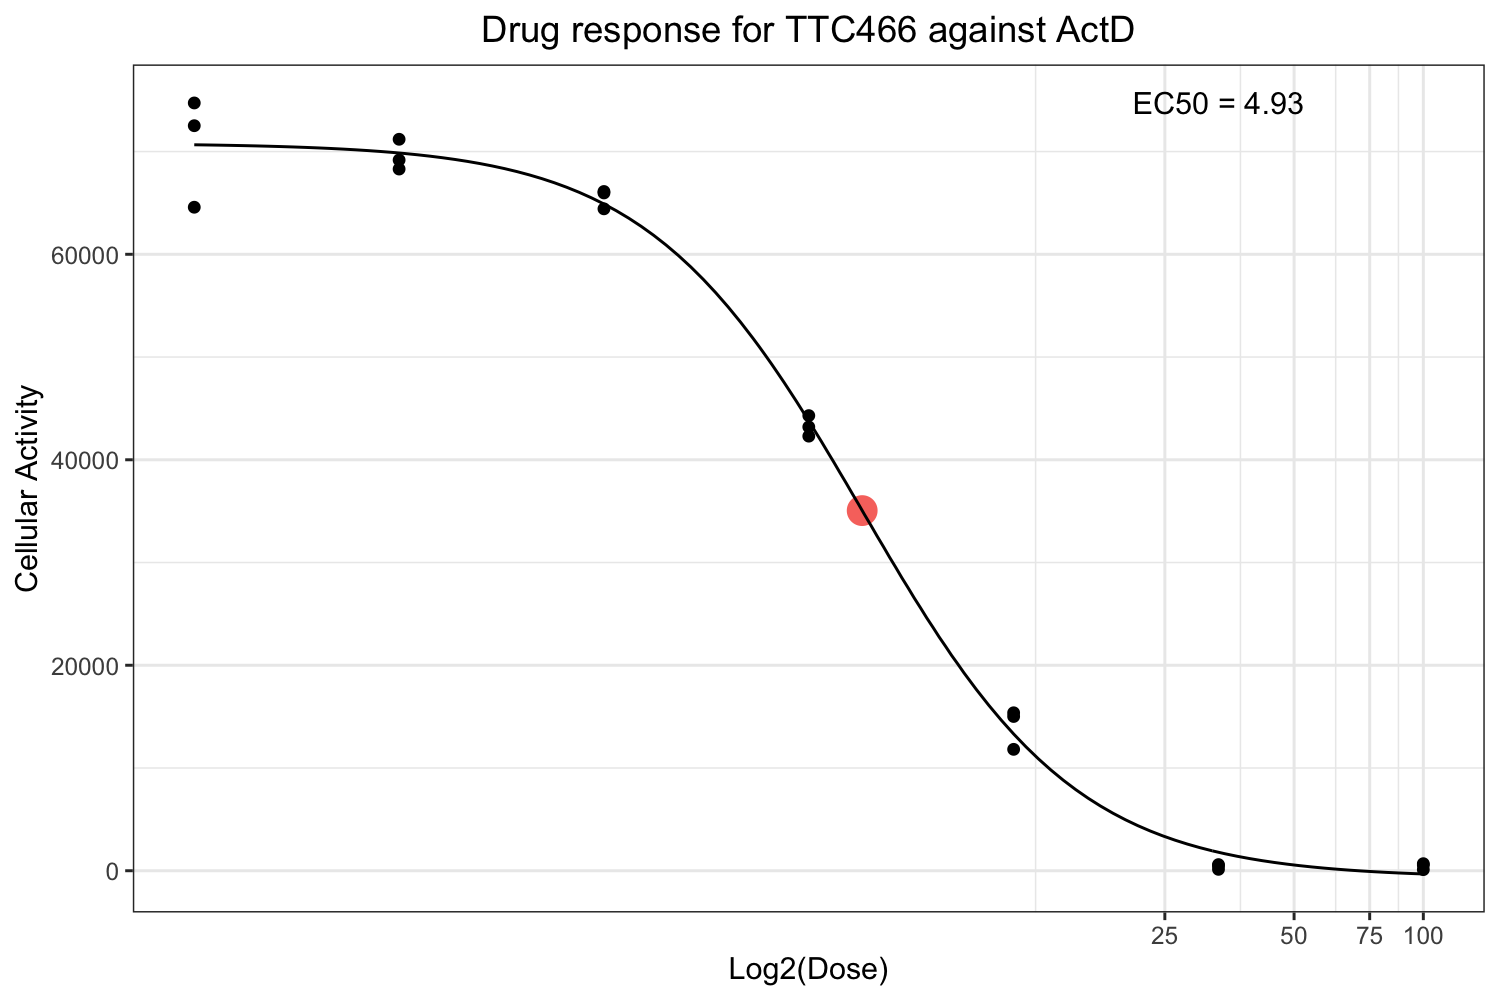 Drug response for TTC466 against ActD
EC50 = 4.93
Cellular Activity
60000
40000
20000
0
25 50 75 100
Log2(Dose)